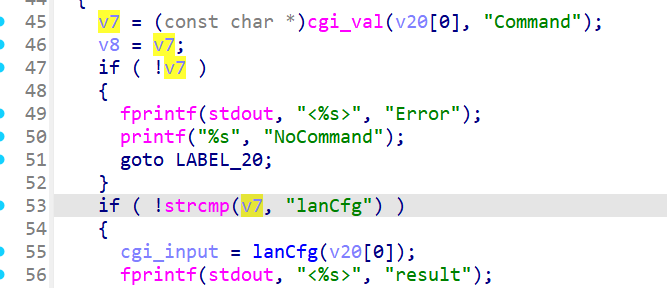 44 {
45 v7 = (const char *)cgi_val(v20[0], "Command");
46 v8 = v7;
47 if ( !v7 )
48 {
49 fprintf(stdout, "<%s>", "Error");
50 printf("%s", "NoCommand");
51 goto LABEL_20;
52 }
53 if ( !strcmp(v7, "lanCfg") )
54 {
55 cgi_input = lanCfg(v20[0]);
56 fprintf(stdout, "<%s>", "result");